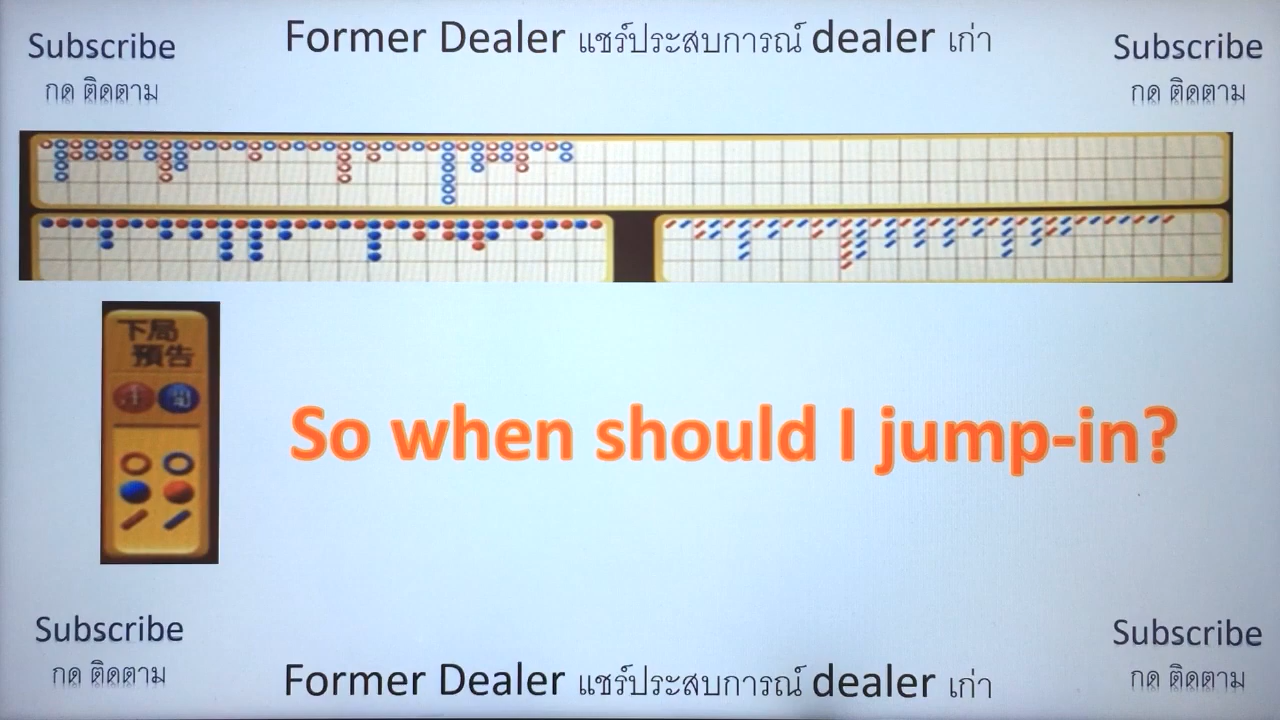 Former Dealer แชร์ประสบการณ์ dealer เก่า
Subscribe
กด ติดตาม
Subscribe
กด ติดตาม
下局
預告
So when should I jump-in?
Subscribe
กด ติดตาม
Subscribe
กด ติดตาม
Former Dealer แชร์ประสบการณ์ dealer เก่า